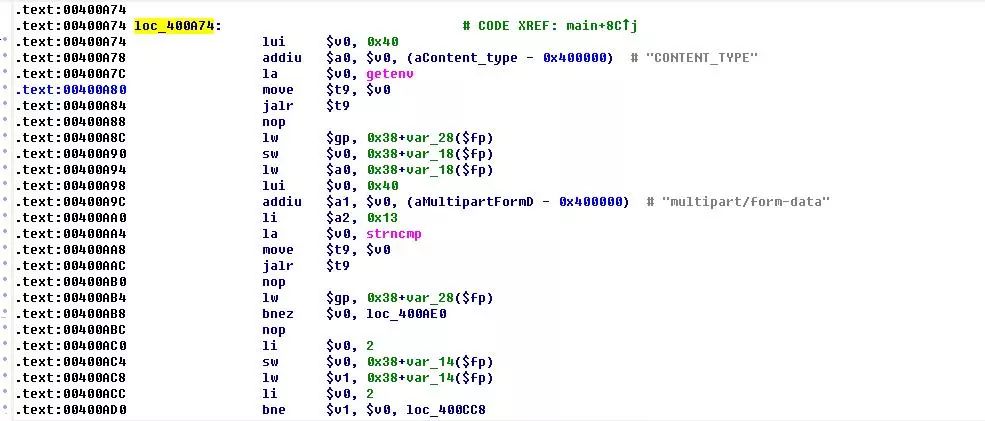 .text:00400A74
.text:00400A74 loc_400A74: # CODE XREF: main+8C↑j
.text:00400A74 lui $v0, 0x40
.text:00400A78 addiu $a0, $v0, (aContent_type - 0x400000) # "CONTENT_TYPE"
.text:00400A7C la $v0, getenv
.text:00400A80 move $t9, $v0
.text:00400A84 jalr $t9
.text:00400A88 nop
.text:00400A8C lw $gp, 0x38+var_28($fp)
.text:00400A90 sw $v0, 0x38+var_18($fp)
.text:00400A94 lw $a0, 0x38+var_18($fp)
.text:00400A98 lui $v0, 0x40
.text:00400A9C addiu $a1, $v0, (aMultipartFormD - 0x400000) # "multipart/form-data"
.text:00400AA0 li $a2, 0x13
.text:00400AA4 la $v0, strncmp
.text:00400AA8 move $t9, $v0
.text:00400AAC jalr $t9
.text:00400AB0 nop
.text:00400AB4 lw $gp, 0x38+var_28($fp)
.text:00400AB8 bnez $v0, loc_400AE0
.text:00400ABC nop
.text:00400AC0 li $v0, 2
.text:00400AC4 sw $v0, 0x38+var_14($fp)
.text:00400AC8 lw $v1, 0x38+var_14($fp)
.text:00400ACC li $v0, 2
.text:00400AD0 bne $v1, $v0, loc_400CC8